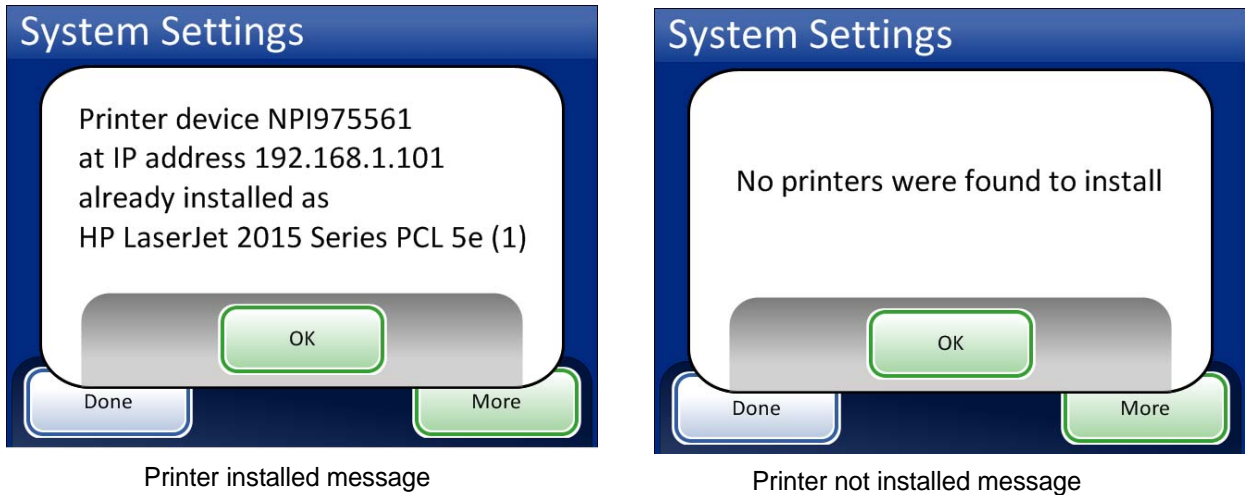 System Settings
Printer device NPI975561
at IP address 192.168.1.101
already installed as
HP LaserJet 2015 Series PCL 5e (1)
OK
Done
More
Printer installed message
System Settings
No printers were found to install
OK
Done
More
Printer not installed message